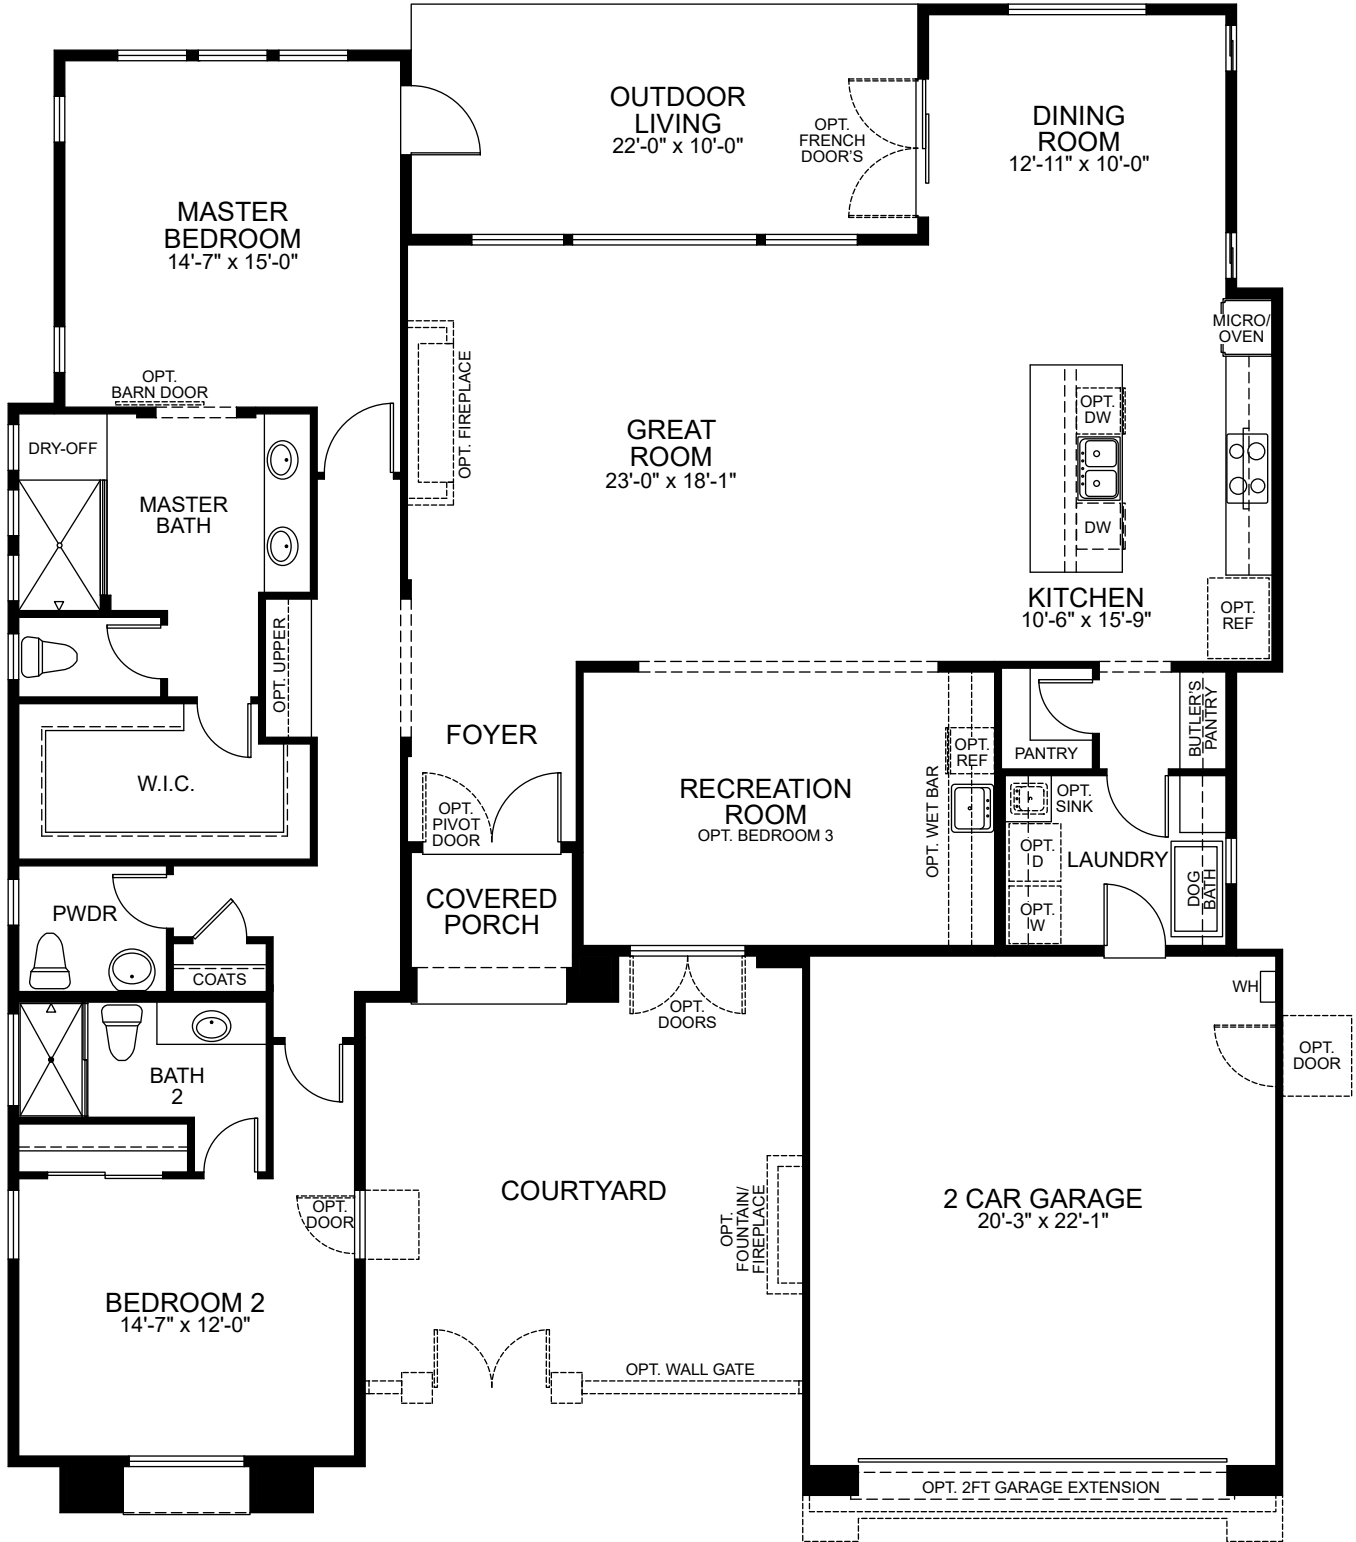 OUTDOOR
LIVING
22'-0" x 10'-0"
OPT.
FRENCH
DOOR'S
DINING
ROOM
12'-11" x 10'-0"
MASTER
BEDROOM
14'-7" x 15'-0"
OPT.
BARN DOOR
OPT. FIREPLACE
MICRO/
OVEN
OPT.
DW
DW
GREAT
ROOM
23'-0" x 18'-1"
DRY-OFF
MASTER
BATH
KITCHEN
10'-6" x 15'-9"
OPT.
REF
OPT. UPPER
FOYER
OPT.
PIVOT
DOOR
W.I.C.
RECREATION
ROOM
OPT. BEDROOM 3
OPT. WET BAR
OPT.
REF
PANTRY
BUTLER'S
PANTRY
OPT.
SINK
OPT.
D
OPT.
W
LAUNDRY
DOG
BATH
COVERED
PORCH
PWDR
COATS
BATH
2
OPT.
DOORS
WH
OPT.
DOOR
OPT.
DOOR
COURTYARD
OPT.
FOUNTAIN/
FIREPLACE
2 CAR GARAGE
20'-3" x 22'-1"
BEDROOM 2
14'-7" x 12'-0"
OPT. WALL GATE
OPT. 2FT GARAGE EXTENSION